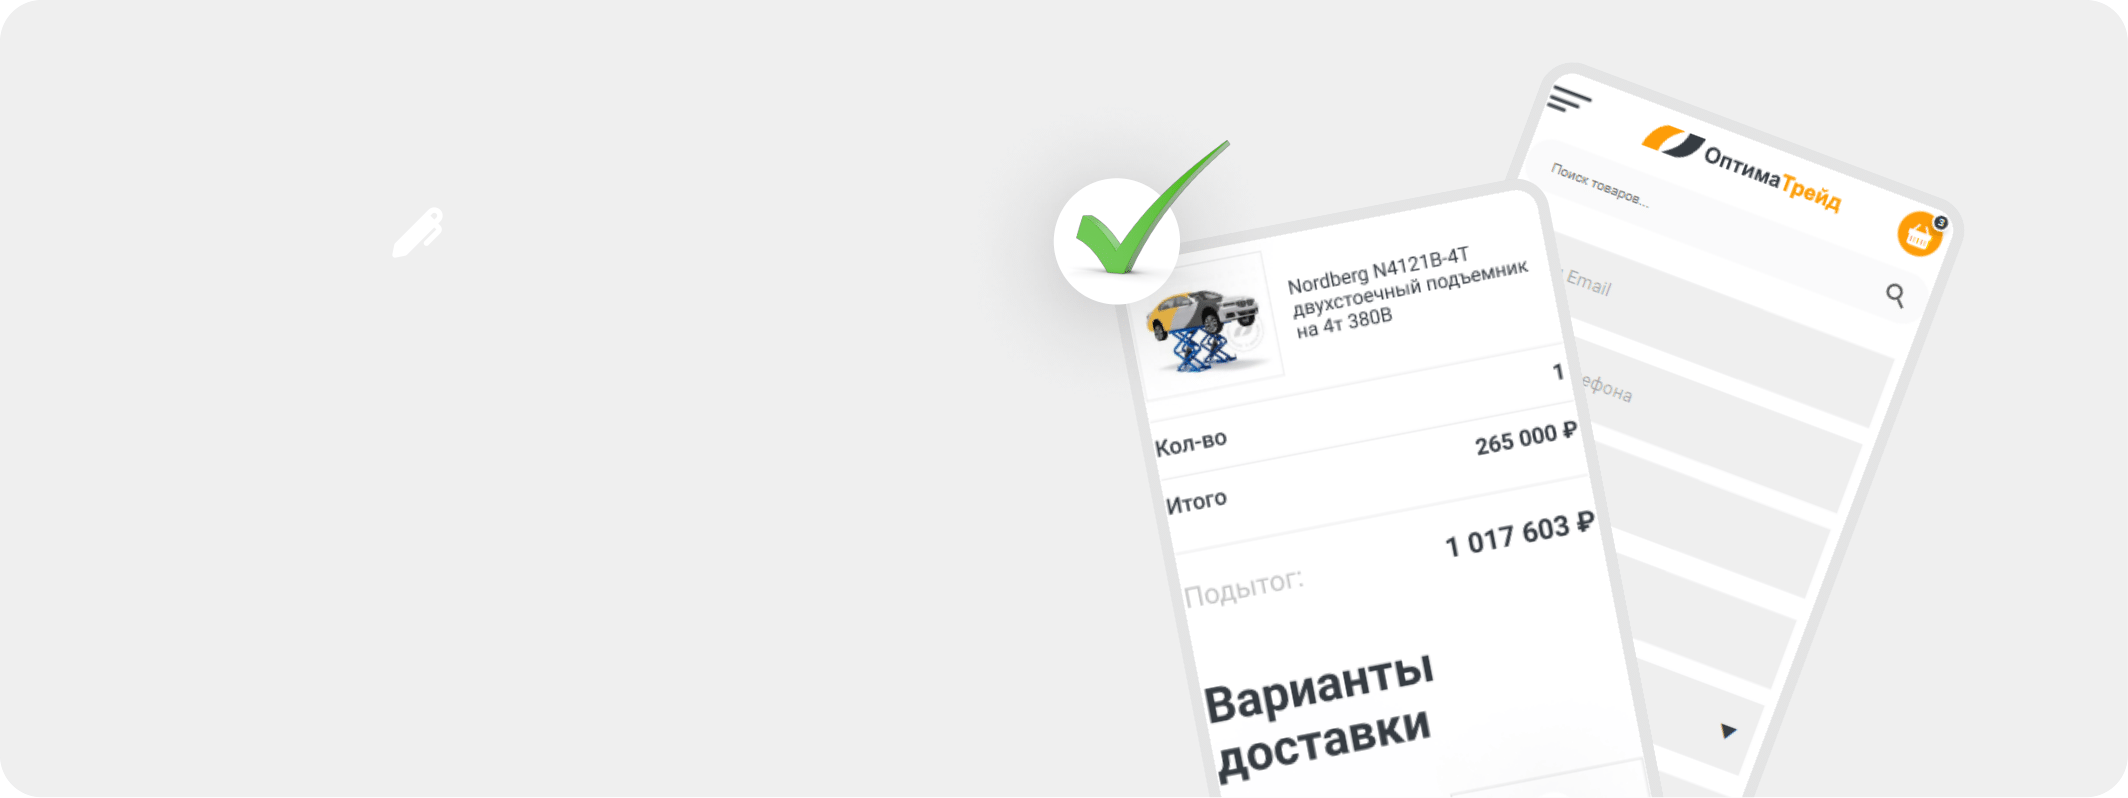 Nordberg N4121B-4T
двухстоечный подъемник
на 4т 380В
1
Кол-во
265 000 ₽
Итого
1 017 603 ₽
Подытог:
Варианты
доставки
ОптимаТрейд
3
Поиск товаров...
Email
ефона